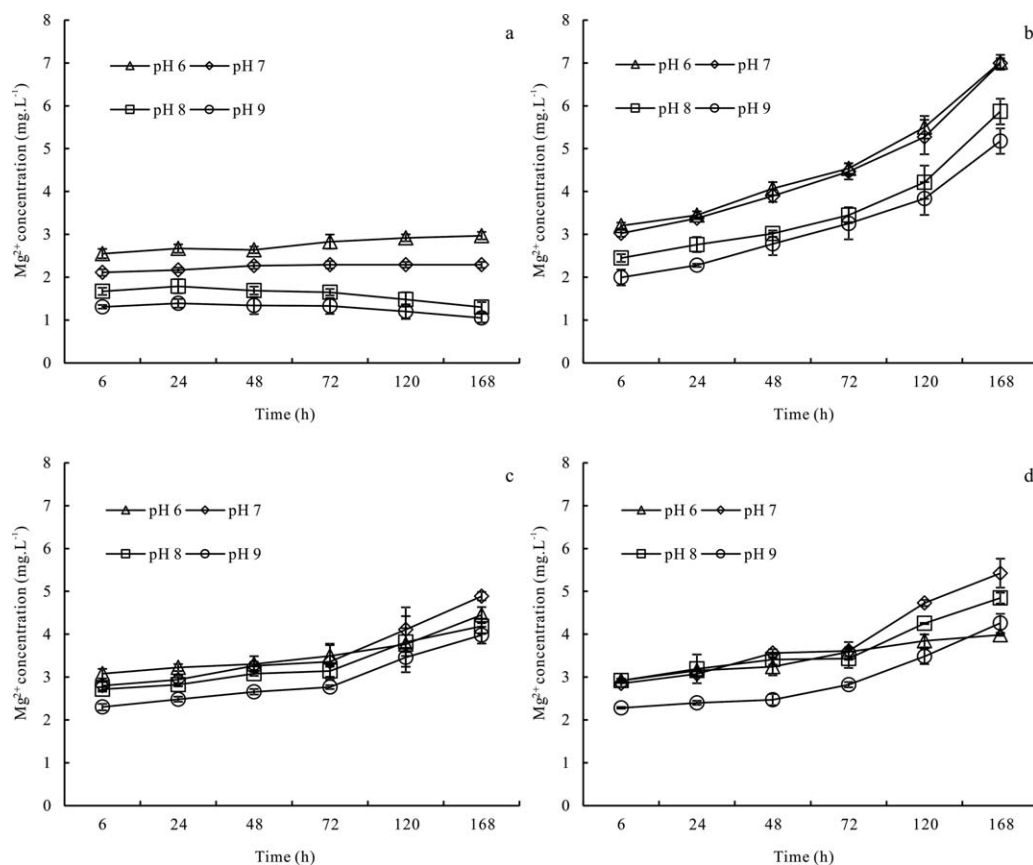 a
pH 6 pH 7
pH 8 pH 9
Mg2+ concentration (mg.L-1)
8
7
6
5
4
3
2
1
0
6 24 48 72 120 168
Time (h)
b
pH 6 pH 7
pH 8 pH 9
Mg2+ concentration (mg.L-1)
8
7
6
5
4
3
2
1
0
6 24 48 72 120 168
Time (h)
c
pH 6 pH 7
pH 8 pH 9
Mg2+ concentration (mg.L-1)
8
7
6
5
4
3
2
1
0
6 24 48 72 120 168
Time (h)
d
pH 6 pH 7
pH 8 pH 9
Mg2+ concentration (mg.L-1)
8
7
6
5
4
3
2
1
0
6 24 48 72 120 168
Time (h)